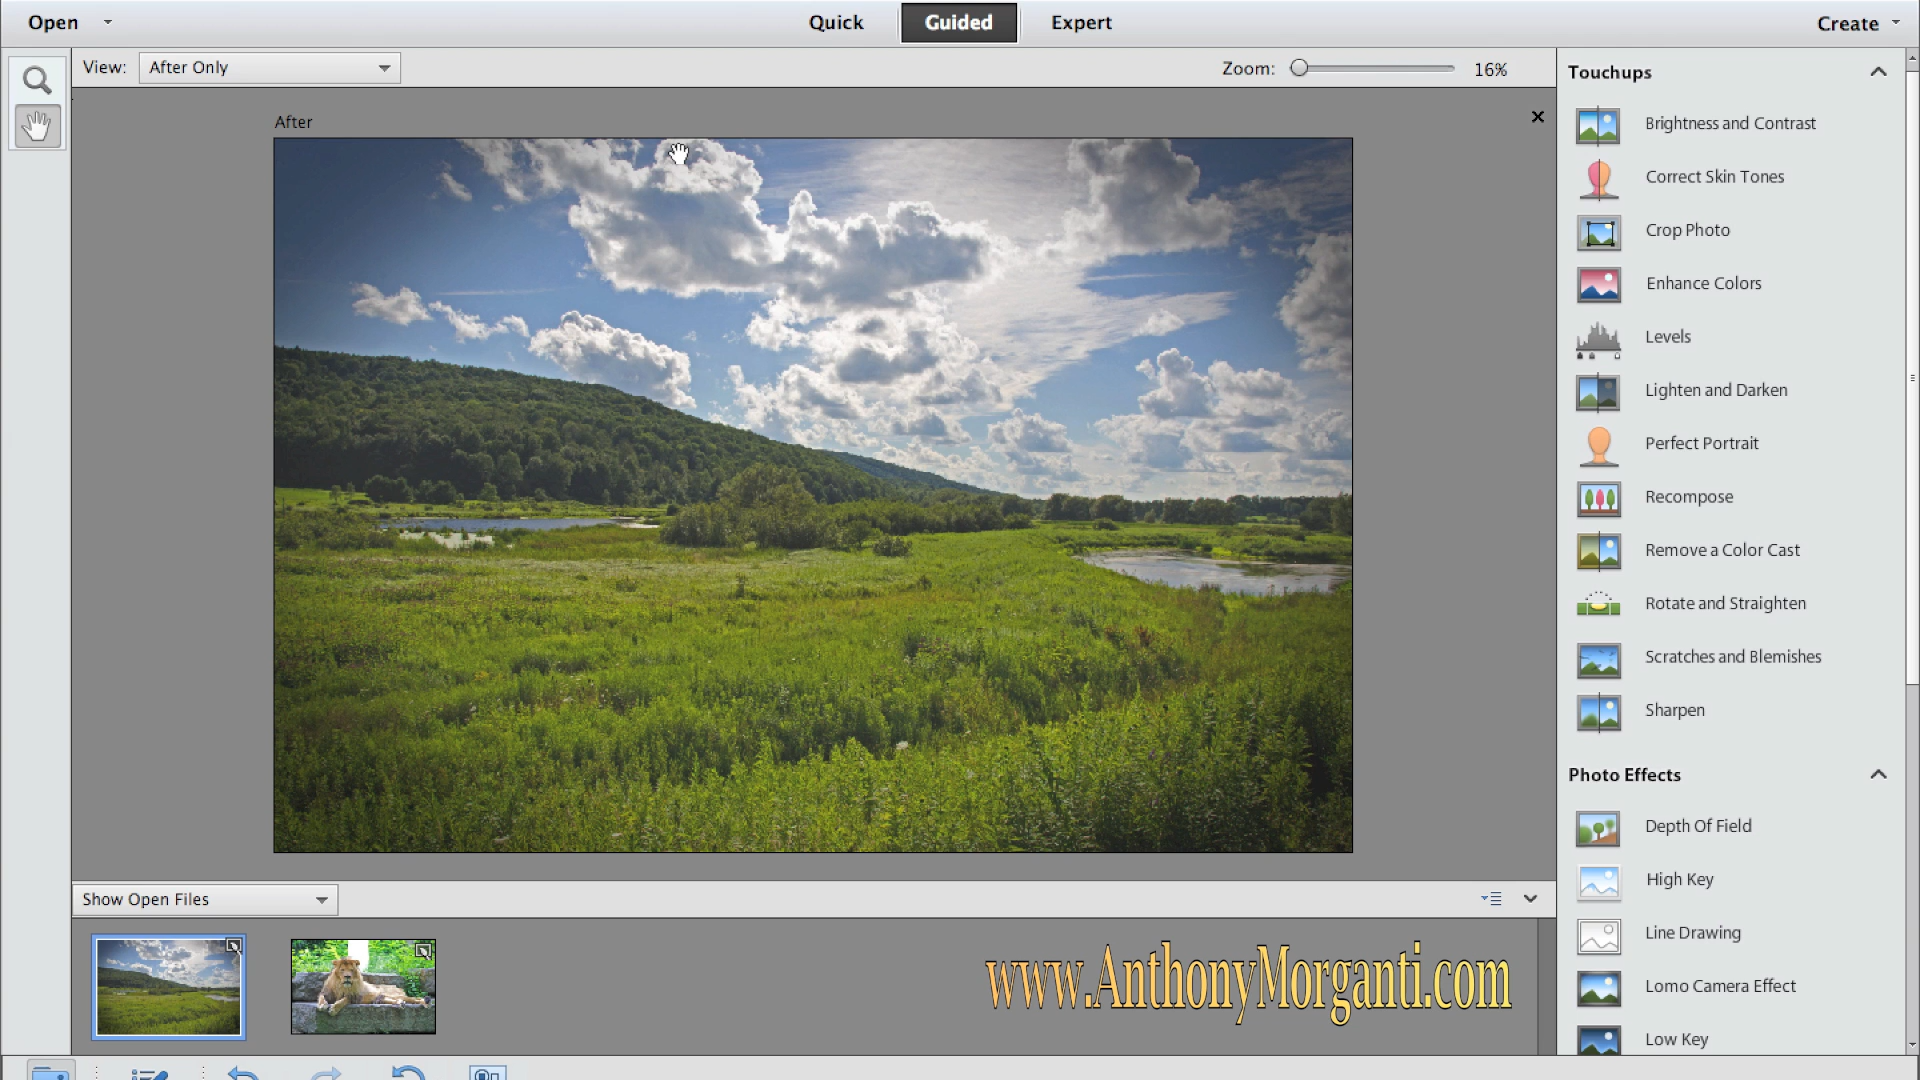 Open
Quick
Guided
Expert
Create
View:
After Only
Zoom:
16%
After
Touchups
Brightness and Contrast
Correct Skin Tones
Crop Photo
Enhance Colors
Levels
Lighten and Darken
Perfect Portrait
Recompose
Remove a Color Cast
Rotate and Straighten
Scratches and Blemishes
Sharpen
Photo Effects
Depth Of Field
High Key
Line Drawing
Lomo Camera Effect
Low Key
Show Open Files
www.AnthonyMorganti.com